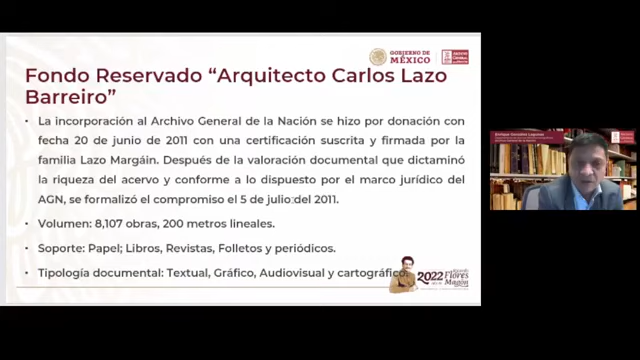 GOBIERNO DE
MÉXICO
Fondo Reservado “Arquitecto Carlos Lazo
Barreiro”
• La incorporación al Archivo General de la Nación se hizo por donación con
fecha 20 de junio de 2011 con una certificación suscrita y firmada por la
familia Lazo Margáin. Después de la valoración documental que dictaminó
la riqueza del acervo y conforme a lo dispuesto por el marco jurídico del
AGN, se formalizó el compromiso el 5 de julio del 2011.
• Volumen: 8,107 obras, 200 metros lineales.
• Soporte: Papel; Libros, Revistas, Folletos y periódicos.
• Tipología documental: Textual, Gráfico, Audiovisual y cartográfico.
2022 Flores
Magón